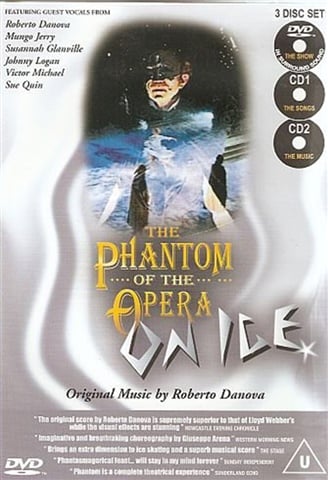 FEATURING GUEST VOCALS FROM
Roberto Danova
Mungo Jerry
Susannah Glanville
Johnny Logan
Victor Michael
Sue Quin
3 DISC SET
DVD
THE SHOW
IN SURROUND SOUND
CD1
THE SONGS
CD2
THE MUSIC
THE
PHANTOM
OF THE
OPERA
ON ICE
Original Music by Roberto Danova
"The original score by Roberto Danova is supremely superior to that of Lloyd Webber's
while the visual effects are stunning" NEWCASTLE EVENING CHRONICLE
"Imaginative and breathtaking choreography by Giuseppe Arena" WESTERN MORNING NEWS
"Brings an extra dimension to ice skating and a superb musical score" THE STAGE
"Phantasmagorical feast... will stay in my mind forever" SUNDAY INDEPENDENT
"Phantom is a complete theatrical experience" SUNDERLAND ECHO
DVD
U